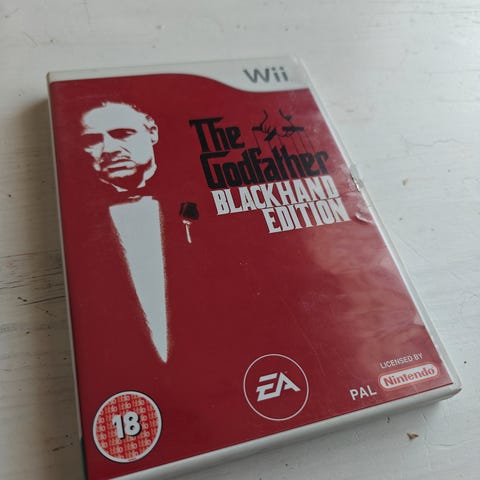 Wii
The
Godfather
BLACKHAND
EDITION
EA
LICENSED BY
PAL Nintendo
18